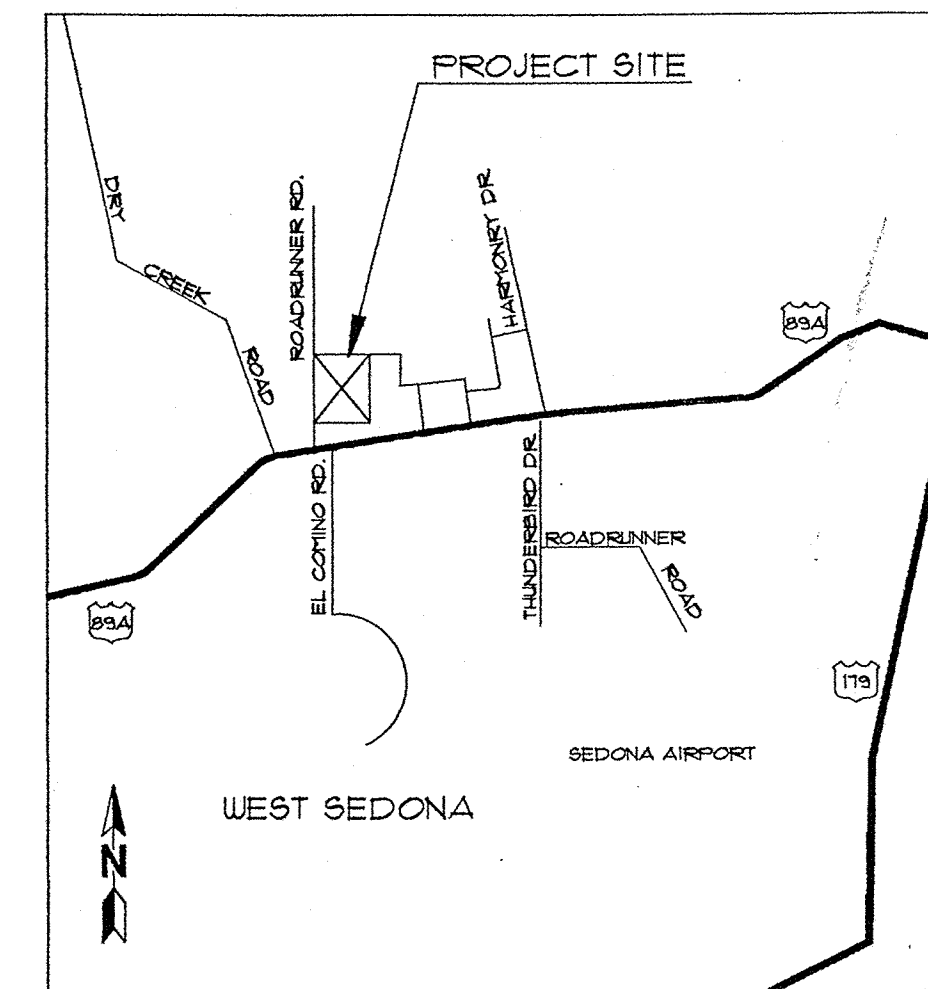 PROJECT SITE
DRY
CREEK
ROAD
ROADRUNNER RD.
HARMONRY DR
89A
EL COMINO RD.
THUNDERBIRD DR
ROADRUNNER
ROAD
89A
179
SEDONA AIRPORT
WEST SEDONA
N